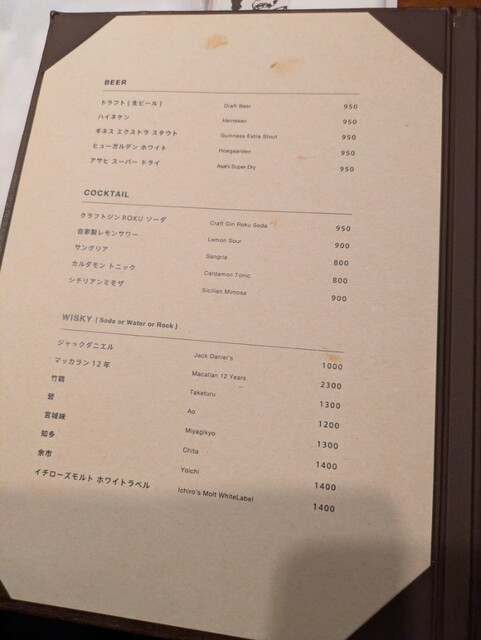 BEER
ドラフト ( 生ビール ) Draft Beer 950
ハイネケン Heineken 950
ギネス エクストラ スタウト Guinness Extra Stout 950
ヒューガルデン ホワイト Hoegaarden 950
アサヒ スーパー ドライ Asahi Super Dry 950
COCKTAIL
クラフトジン ROKU ソーダ Craft Gin Roku Soda 950
自家製レモンサワー Lemon Sour 900
サングリア Sangria 800
カルダモン トニック Cardamon Tonic 800
シチリアンミモザ Sicilian Mimosa 900
WISKY ( Soda or Water or Rock )
ジャックダニエル Jack Daniel's 1000
マッカラン 12 年 Macallan 12 Years 2300
竹鶴 Taketuru 1300
碧 Ao 1200
宮城峡 Miyagikyo 1300
知多 Chita 1400
余市 Yoichi 1400
イチローズモルト ホワイトラベル Ichiro's Molt WhiteLabel 1400